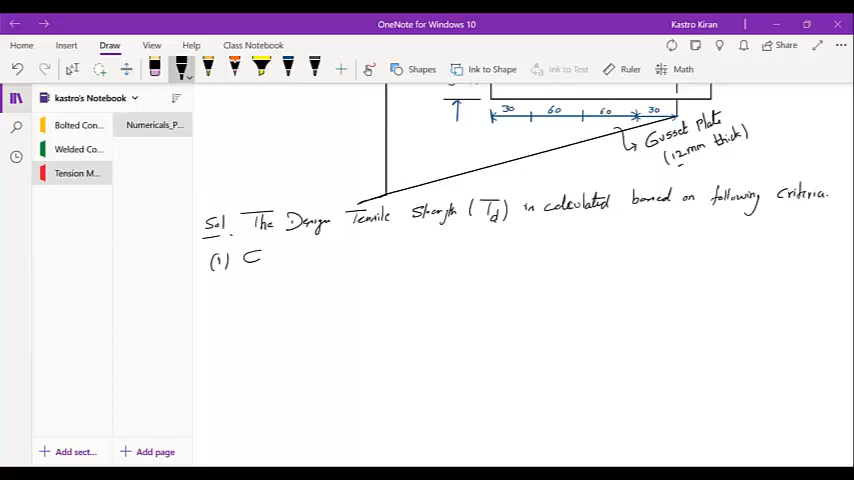 OneNote for Windows 10
Kastro Kiran
Home Insert Draw View Help Class Notebook
Share
Shapes Ink to Shape Ink to Text Ruler Math
kastro's Notebook
Bolted Con...
Welded Co...
Tension M...
Numericals_P...
30 60 60 30
Gusset Plate
(12mm thick)
Sol. The Design Tensile Strength (Td) is calculated based on following criteria.
(1) C
Add sect...
Add page